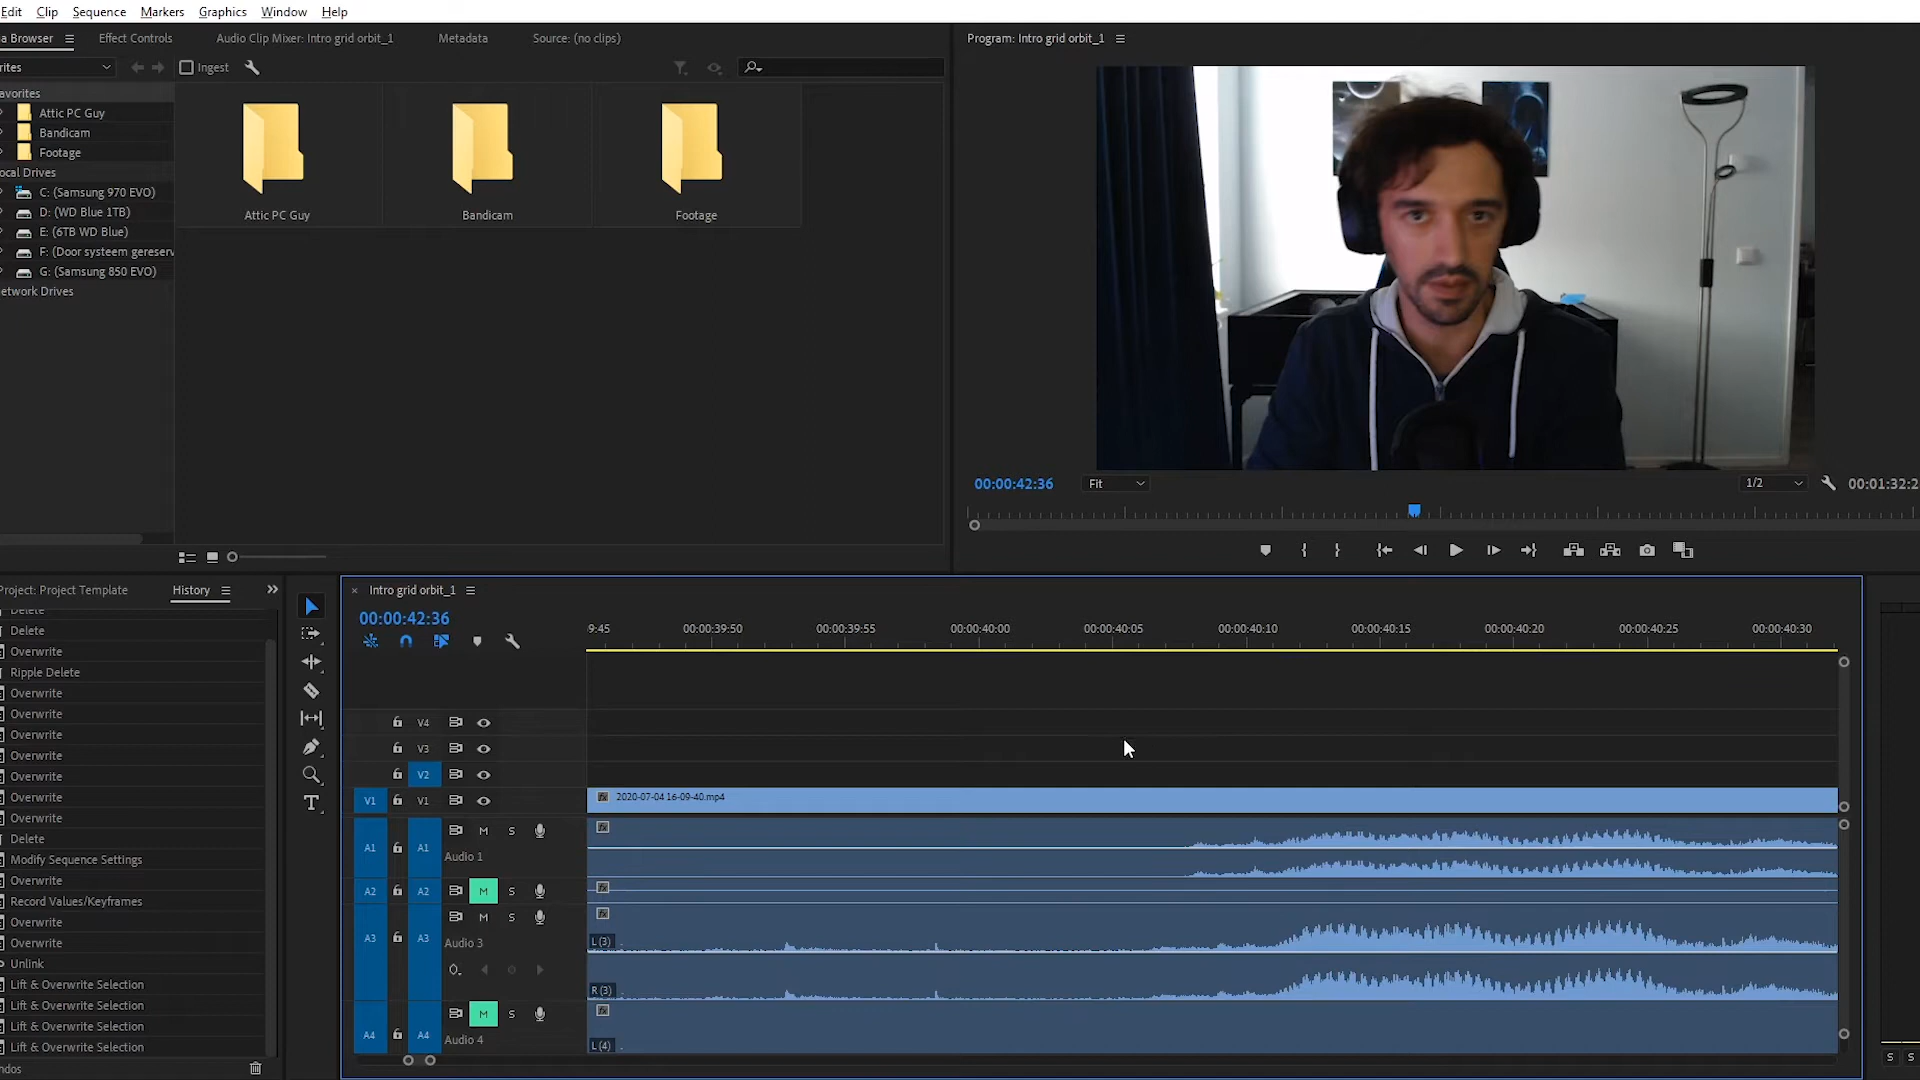 Edit Clip Sequence Markers Graphics Window Help
a Browser Effect Controls Audio Clip Mixer: Intro grid orbit_1 Metadata Source: (no clips)
Program: Intro grid orbit_1
rites Ingest
avorites
Attic PC Guy
Bandicam
Footage
ocal Drives
C: (Samsung 970 EVO)
D: (WD Blue 1TB)
E: (6TB WD Blue)
F: (Door systeem gereserv
G: (Samsung 850 EVO)
etwork Drives
Attic PC Guy Bandicam Footage
00:00:42:36 Fit 1/2 00:01:32:2
Project: Project Template History
Delete
Delete
Overwrite
Ripple Delete
Overwrite
Overwrite
Overwrite
Overwrite
Overwrite
Overwrite
Overwrite
Delete
Modify Sequence Settings
Overwrite
Record Values/Keyframes
Overwrite
Overwrite
Unlink
Lift & Overwrite Selection
Lift & Overwrite Selection
Lift & Overwrite Selection
Lift & Overwrite Selection
ndos
T
× Intro grid orbit_1
00:00:42:36
9:45 00:00:39:50 00:00:39:55 00:00:40:00 00:00:40:05 00:00:40:10 00:00:40:15 00:00:40:20 00:00:40:25 00:00:40:30
V4
V3
V2
V1 V1 fx 2020-07-04 16-09-40.mp4
A1 A1 M S fx
Audio 1
A2 A2 M S fx
A3 A3 M S fx
Audio 3 L (3)
R (3)
A4 A4 M S fx
Audio 4 L (4)
S S